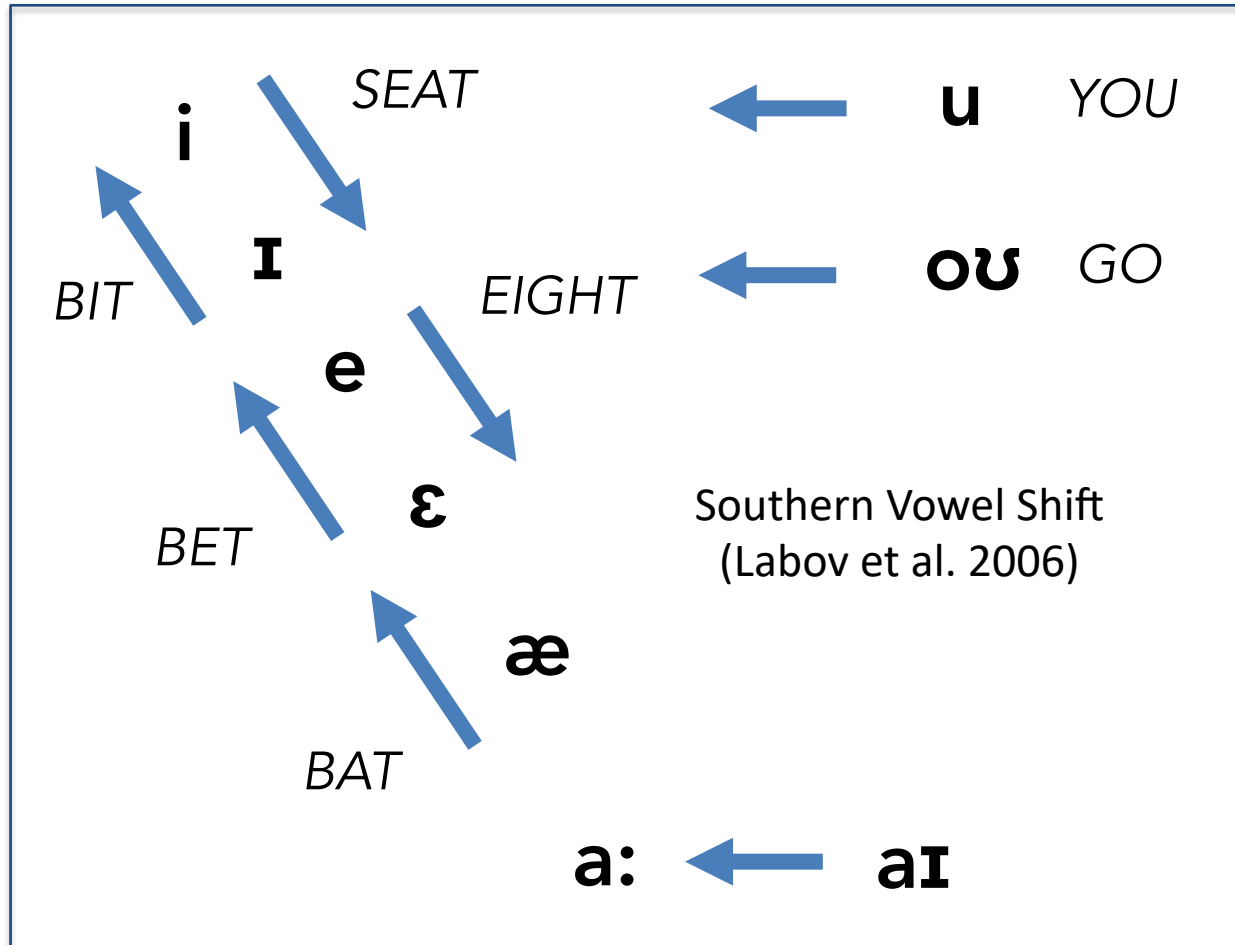 SEAT
u YOU
i
ɪ
oʊ GO
BIT
EIGHT
e
ɛ
BET
Southern Vowel Shift
(Labov et al. 2006)
æ
BAT
a: aɪ